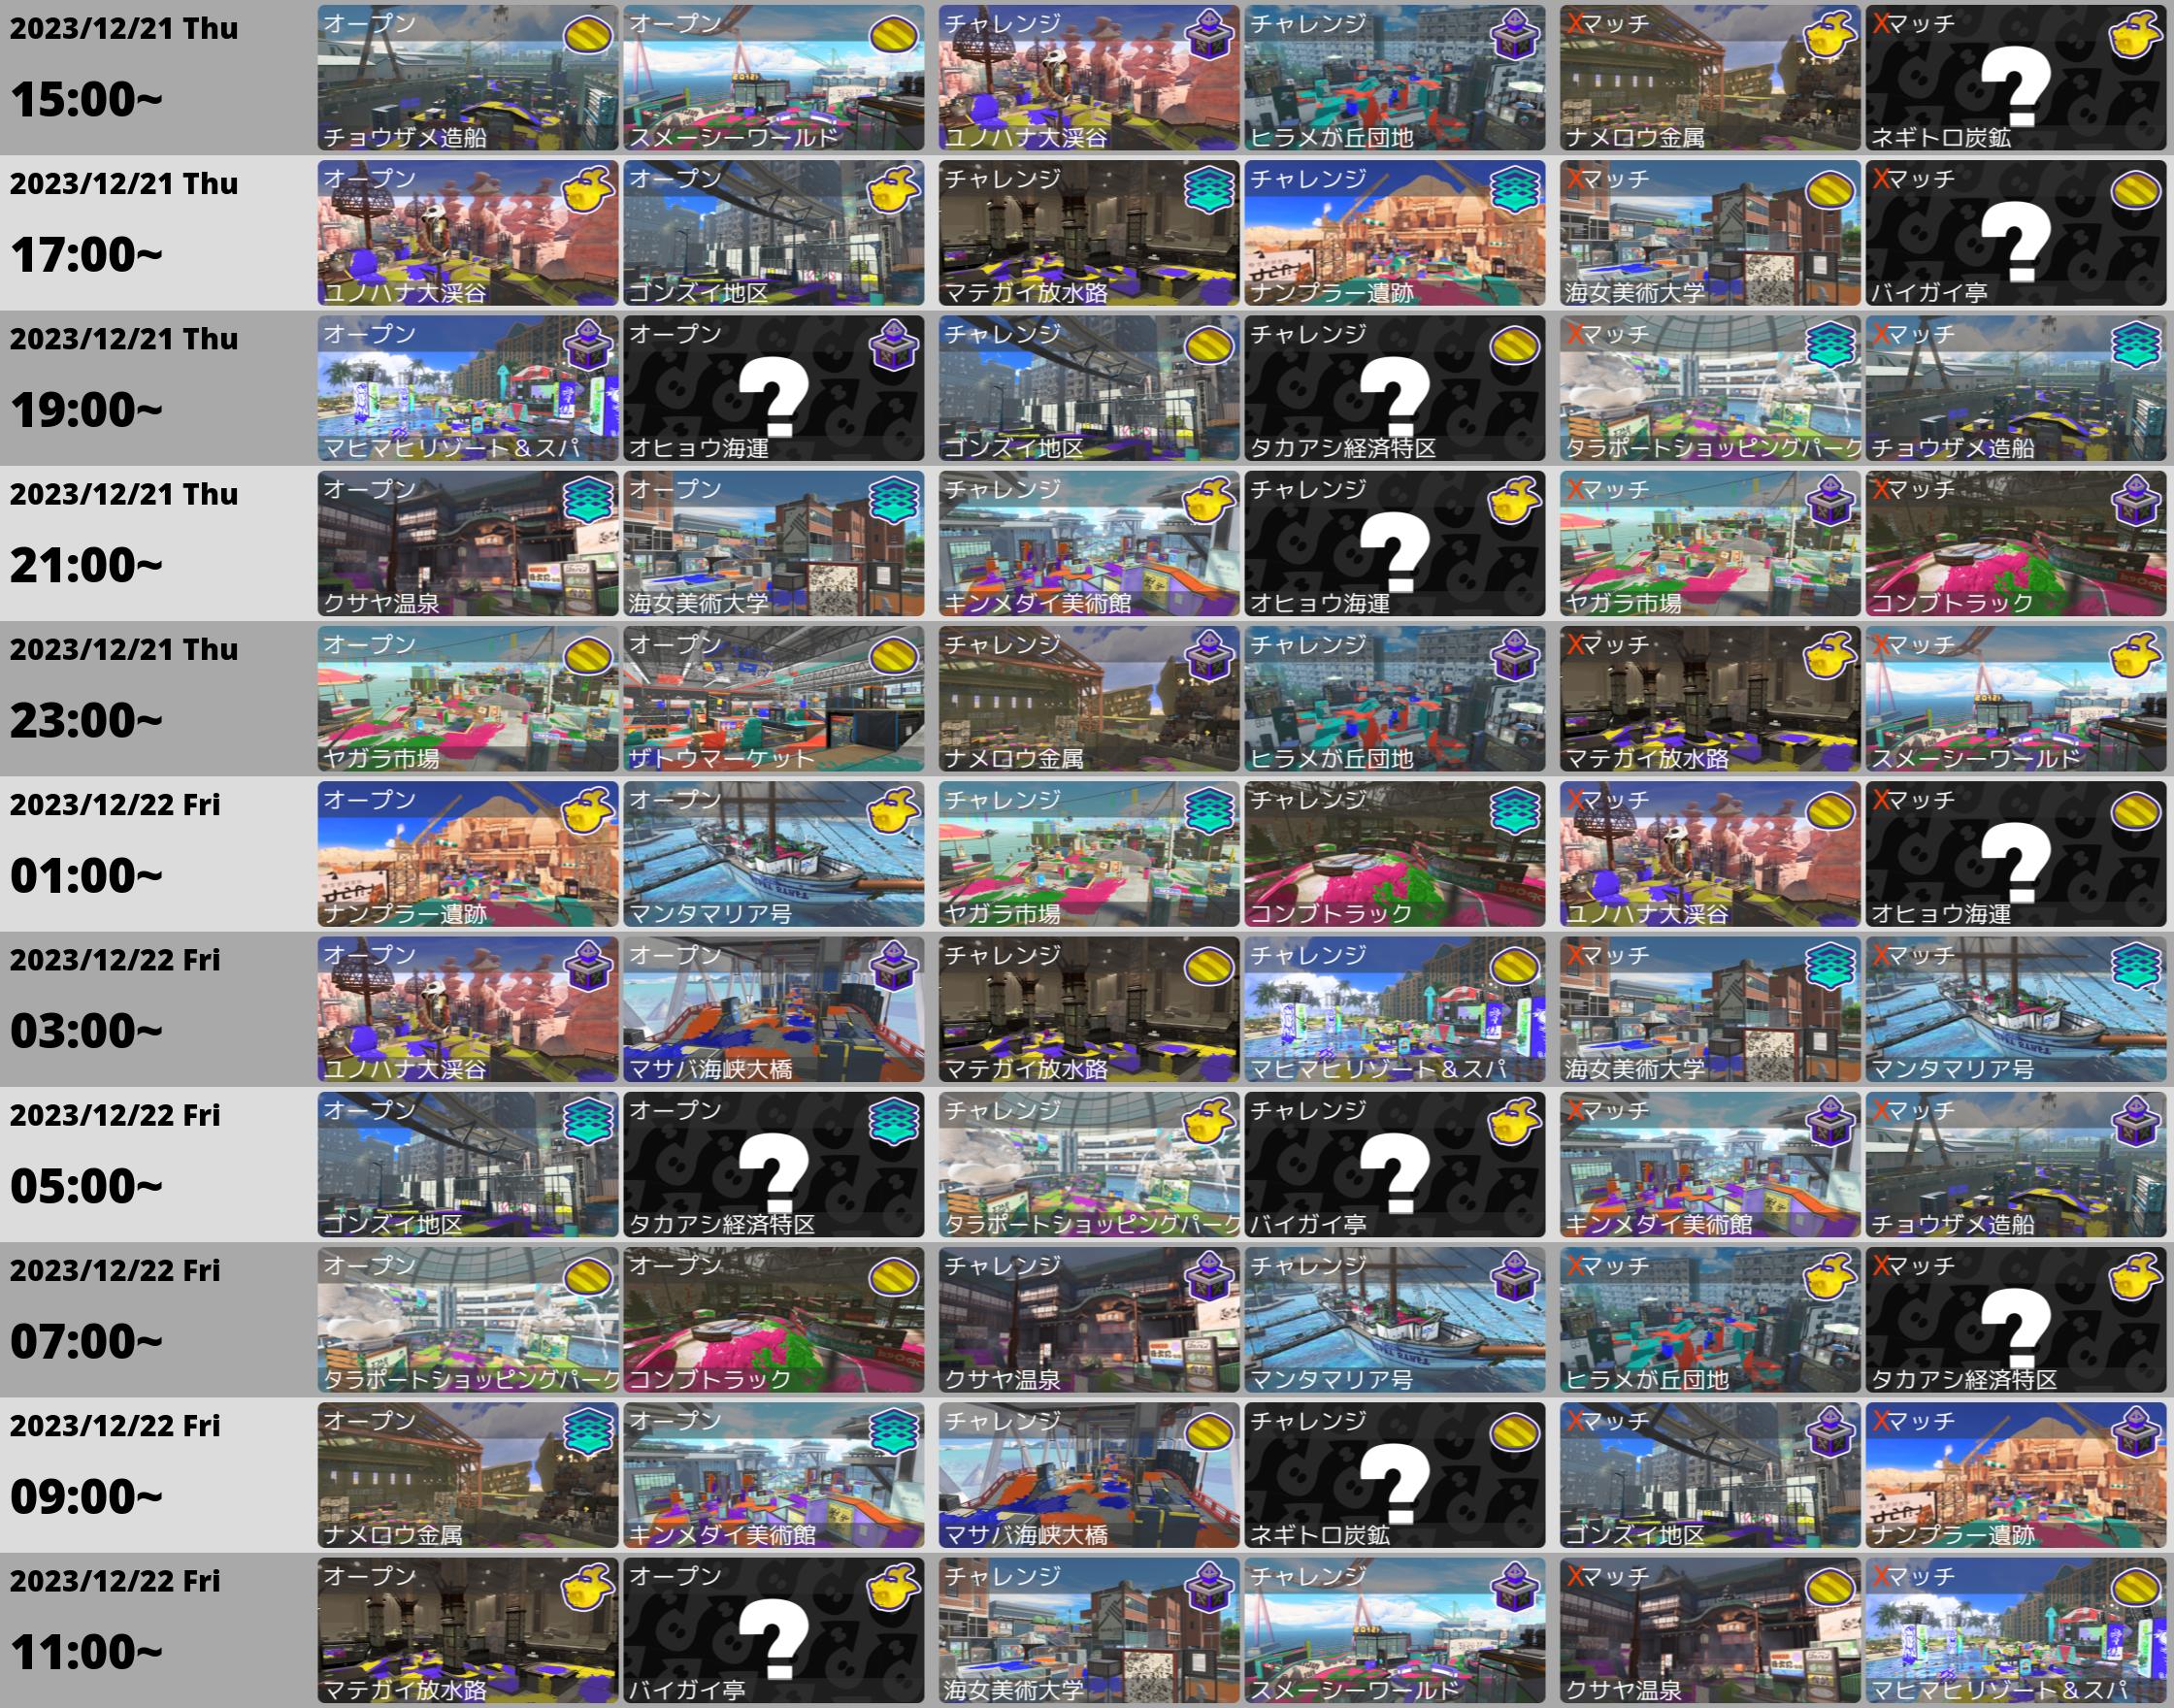 2023/12/21 Thu
15:00~
オープン
チョウザメ造船
オープン
スメーシーワールド
チャレンジ
ユノハナ大渓谷
チャレンジ
ヒラメが丘団地
Xマッチ
ナメロウ金属
Xマッチ
?
ネギトロ炭鉱
2023/12/21 Thu
17:00~
オープン
ユノハナ大渓谷
オープン
ゴンズイ地区
チャレンジ
マテガイ放水路
チャレンジ
ナンプラー遺跡
Xマッチ
海女美術大学
Xマッチ
?
バイガイ亭
2023/12/21 Thu
19:00~
オープン
マヒマヒリゾート&スパ
オープン
?
オヒョウ海運
チャレンジ
ゴンズイ地区
チャレンジ
?
タカアシ経済特区
Xマッチ
タラポートショッピングパーク
Xマッチ
チョウザメ造船
2023/12/21 Thu
21:00~
オープン
クサヤ温泉
オープン
海女美術大学
チャレンジ
キンメダイ美術館
チャレンジ
?
オヒョウ海運
Xマッチ
ヤガラ市場
Xマッチ
コンブトラック
2023/12/21 Thu
23:00~
オープン
ヤガラ市場
オープン
ザトウマーケット
チャレンジ
ナメロウ金属
チャレンジ
ヒラメが丘団地
Xマッチ
マテガイ放水路
Xマッチ
スメーシーワールド
2023/12/22 Fri
01:00~
オープン
ナンプラー遺跡
オープン
マンタマリア号
チャレンジ
ヤガラ市場
チャレンジ
コンブトラック
Xマッチ
ユノハナ大渓谷
Xマッチ
?
オヒョウ海運
2023/12/22 Fri
03:00~
オープン
ユノハナ大渓谷
オープン
マサバ海峡大橋
チャレンジ
マテガイ放水路
チャレンジ
マヒマヒリゾート&スパ
Xマッチ
海女美術大学
Xマッチ
マンタマリア号
2023/12/22 Fri
05:00~
オープン
ゴンズイ地区
オープン
?
タカアシ経済特区
チャレンジ
タラポートショッピングパーク
チャレンジ
?
バイガイ亭
Xマッチ
キンメダイ美術館
Xマッチ
チョウザメ造船
2023/12/22 Fri
07:00~
オープン
タラポートショッピングパーク
オープン
コンブトラック
チャレンジ
クサヤ温泉
チャレンジ
マンタマリア号
Xマッチ
ヒラメが丘団地
Xマッチ
?
タカアシ経済特区
2023/12/22 Fri
09:00~
オープン
ナメロウ金属
オープン
キンメダイ美術館
チャレンジ
マサバ海峡大橋
チャレンジ
?
ネギトロ炭鉱
Xマッチ
ゴンズイ地区
Xマッチ
ナンプラー遺跡
2023/12/22 Fri
11:00~
オープン
マテガイ放水路
オープン
?
バイガイ亭
チャレンジ
海女美術大学
チャレンジ
スメーシーワールド
Xマッチ
クサヤ温泉
Xマッチ
マヒマヒリゾート&スパ